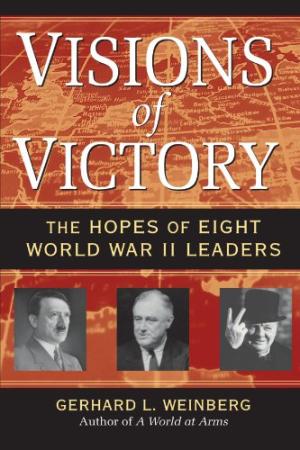 VISIONS
of
VICTORY
THE HOPES OF EIGHT
WORLD WAR II LEADERS
GERHARD L. WEINBERG
Author of A World at Arms